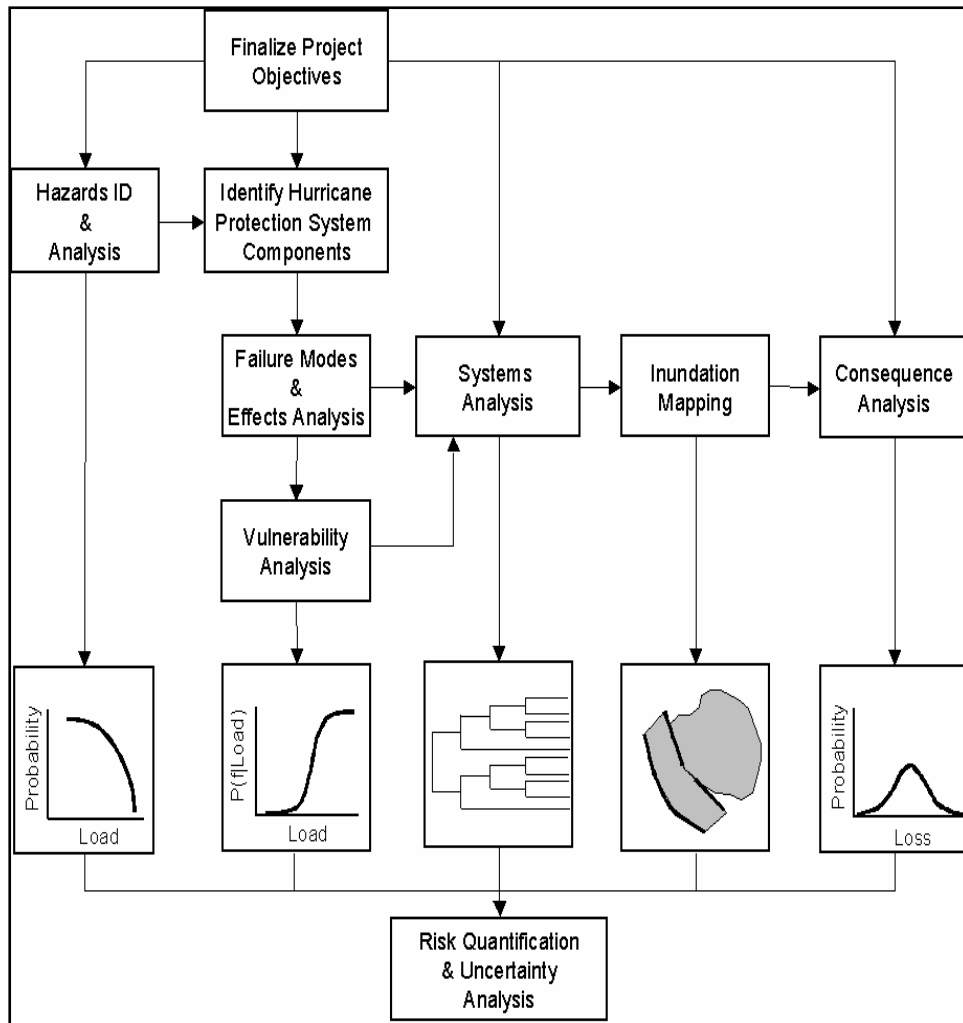 Finalize Project
Objectives
Hazards ID
&
Analysis
Identify Hurricane
Protection System
Components
Failure Modes
&
Effects Analysis
Systems
Analysis
Inundation
Mapping
Consequence
Analysis
Vulnerability
Analysis
Probability
Load
P(f|Load)
Load
Probability
Loss
Risk Quantification
& Uncertainty
Analysis